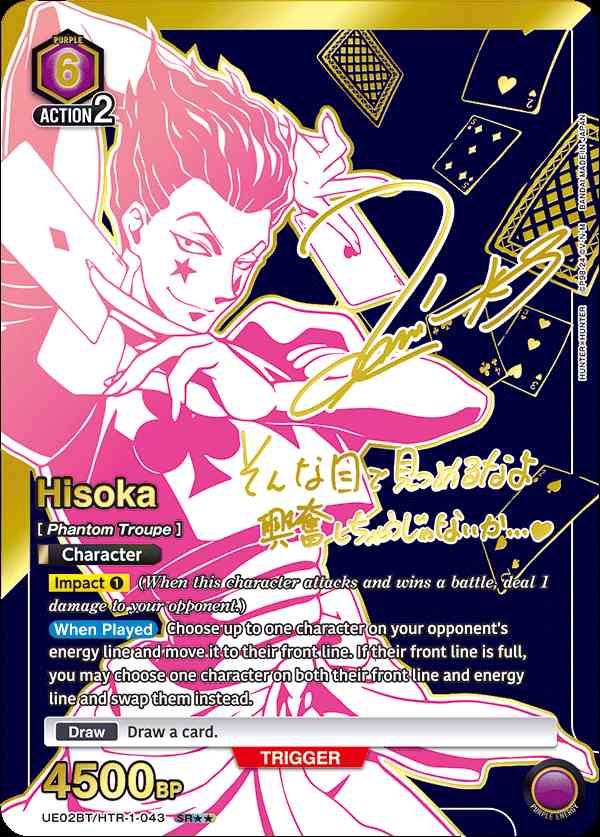 PURPLE
6
ACTION 2
HUNTER×HUNTER ©P98-24 ©V·N·M BANDAI MADE IN JAPAN
そんな目で見つめるなよ
興奮しちゃうじゃないか…♥
Hisoka
[ Phantom Troupe ]
Character
Impact 1 (When this character attacks and wins a battle, deal 1
damage to your opponent.)
When Played Choose up to one character on your opponent's
energy line and move it to their front line. If their front line is full,
you may choose one character on both their front line and energy
line and swap them instead.
Draw Draw a card.
TRIGGER
4500BP
PURPLE ENERGY
UE02BT/HTR-1-043 SR★★